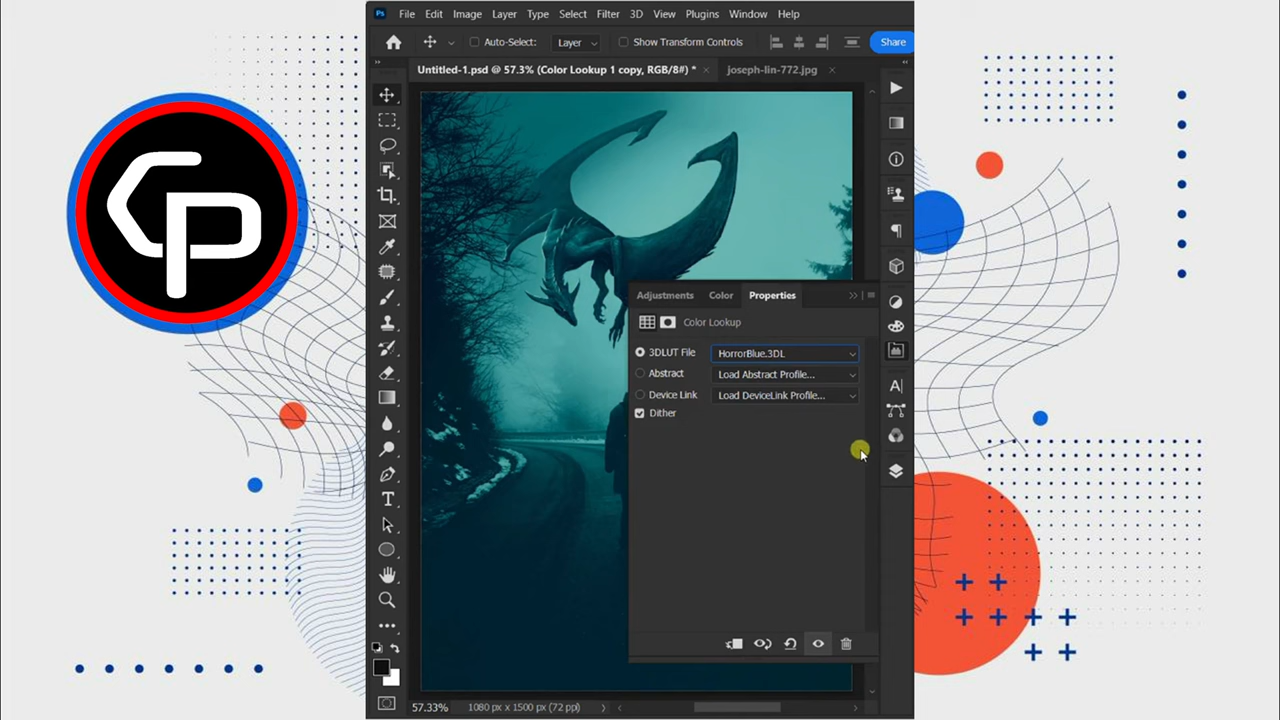 CP
Ps File Edit Image Layer Type Select Filter 3D View Plugins Window Help
Auto-Select: Layer Show Transform Controls Share
Untitled-1.psd @ 57.3% (Color Lookup 1 copy, RGB/8#) * × joseph-lin-772.jpg ×
Adjustments Color Properties
Color Lookup
3DLUT File HorrorBlue.3DL
Abstract Load Abstract Profile...
Device Link Load DeviceLink Profile...
Dither
57.33% 1080 px x 1500 px (72 ppi)